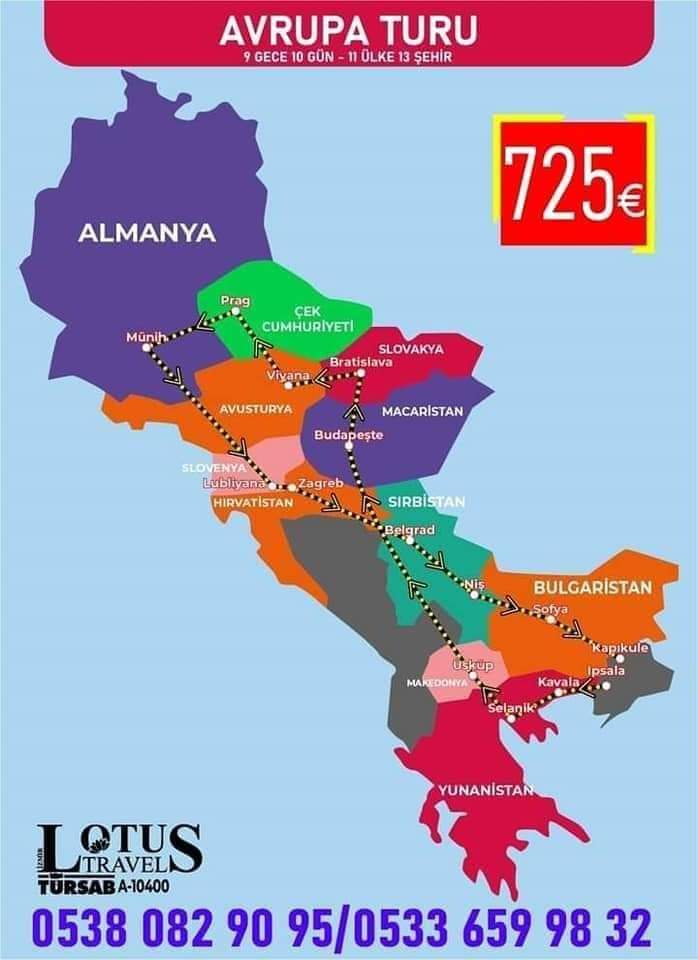 AVRUPA TURU
9 GECE 10 GÜN - 11 ÜLKE 13 ŞEHİR
725€
ALMANYA
Prag
ÇEK
CUMHURİYETİ
Münih
SLOVAKYA
Bratislava
Viyana
AVUSTURYA
MACARİSTAN
Budapeşte
SLOVENYA
Lubliyana
Zagreb
HIRVATİSTAN
SIRBİSTAN
Belgrad
Niş
BULGARİSTAN
Sofya
Kapıkule
Üsküp
Ipsala
MAKEDONYA
Kavala
Selanik
YUNANİSTAN
İZMİR
LOTUS
TRAVEL
TÜRSAB A-10400
0538 082 90 95/0533 659 98 32